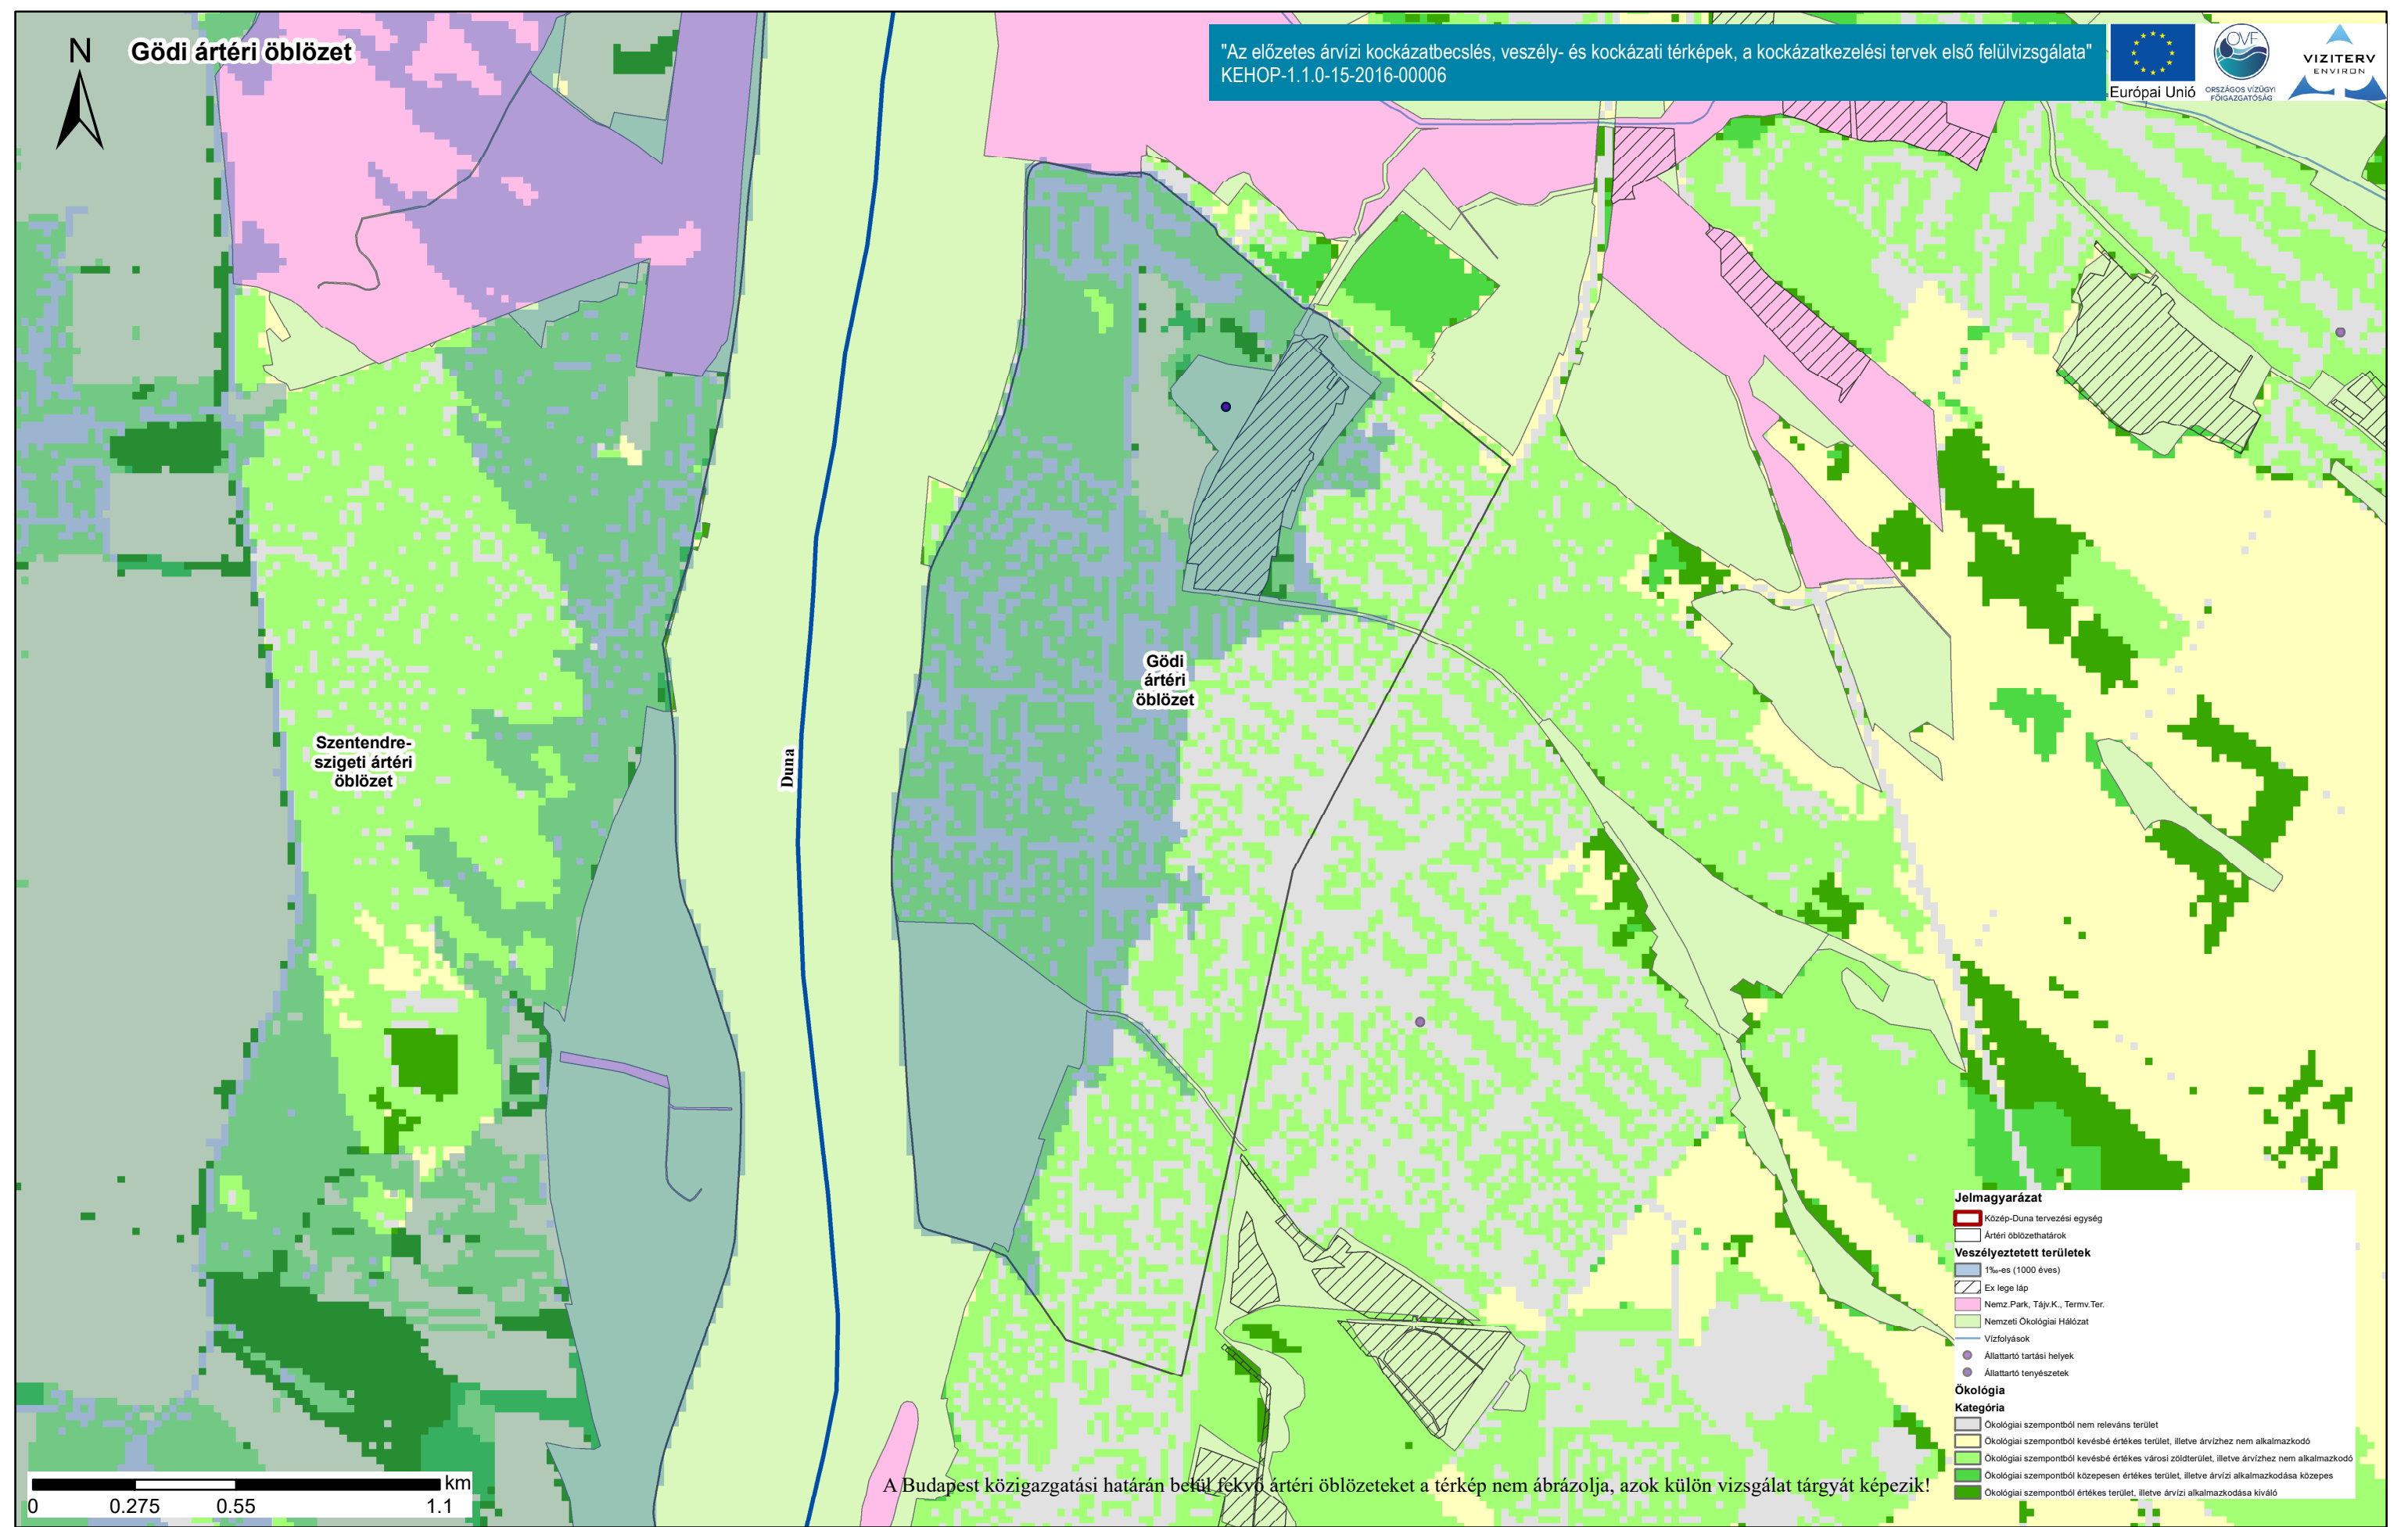 N
Gödi ártéri öblözet
"Az előzetes árvízi kockázatbecslés, veszély- és kockázati térképek, a kockázatkezelési tervek első felülvizsgálata"
KEHOP-1.1.0-15-2016-00006
Európai Unió
OVF
ORSZÁGOS VÍZÜGYI
FŐIGAZGATÓSÁG
VIZITERV
ENVIRON
Gödi
ártéri
öblözet
Szentendre-
szigeti ártéri
öblözet
Duna
Jelmagyarázat
Közép-Duna tervezési egység
Ártéri öblözethatárok
Veszélyeztetett területek
1‰-es (1000 éves)
Ex lege láp
Nemz.Park, Tájv.K., Termv.Ter.
Nemzeti Ökológiai Hálózat
Vízfolyások
Állattartó tartási helyek
Állattartó tenyészetek
Ökológia
Kategória
Ökológiai szempontból nem releváns terület
Ökológiai szempontból kevésbé értékes terület, illetve árvízhez nem alkalmazkodó
Ökológiai szempontból kevésbé értékes városi zöldterület, illetve árvízhez nem alkalmazkodó
Ökológiai szempontból közepesen értékes terület, illetve árvízi alkalmazkodása közepes
Ökológiai szempontból értékes terület, illetve árvízi alkalmazkodása kiváló
km
0 0.275 0.55 1.1
A Budapest közigazgatási határán belül fekvő ártéri öblözeteket a térkép nem ábrázolja, azok külön vizsgálat tárgyát képezik!